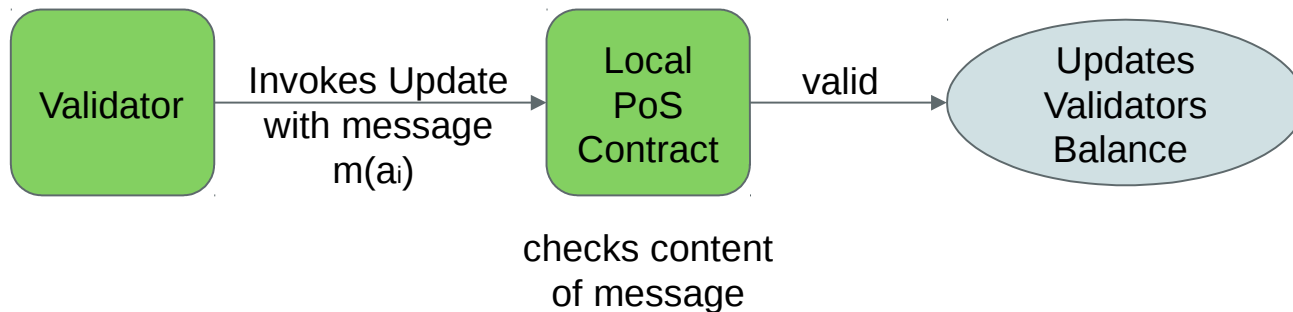 Validator
Invokes Update
with message
m(ai)
Local
PoS
Contract
checks content
of message
valid
Updates
Validators
Balance